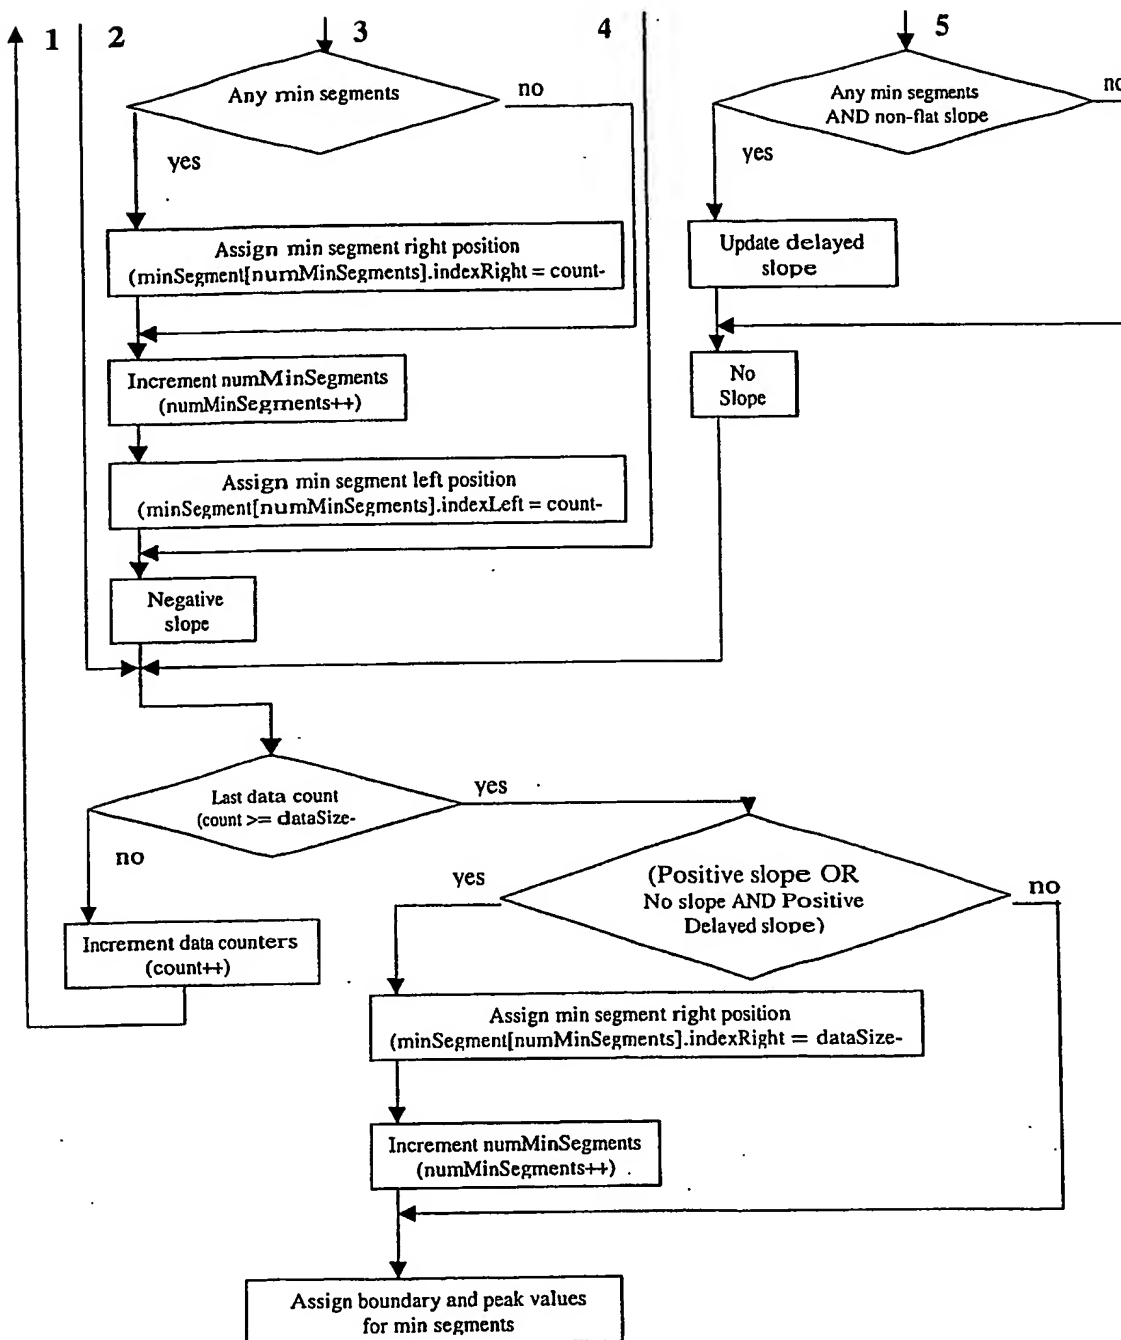 1
2
3
4
5
Any min segments
no
yes
Any min segments
AND non-flat slope
no
yes
Assign min segment right position
(minSegment[numMinSegments].indexRight = count-
Update delayed
slope
Increment numMinSegments
(numMinSegments++)
No
Slope
Assign min segment left position
(minSegment[numMinSegments].indexLeft = count-
Negative
slope
Last data count
(count >= dataSize-
yes
no
(Positive slope OR
No slope AND Positive
Delayed slope)
yes
no
Increment data counters
(count++)
Assign min segment right position
(minSegment[numMinSegments].indexRight = dataSize-
Increment numMinSegments
(numMinSegments++)
Assign boundary and peak values
for min segments